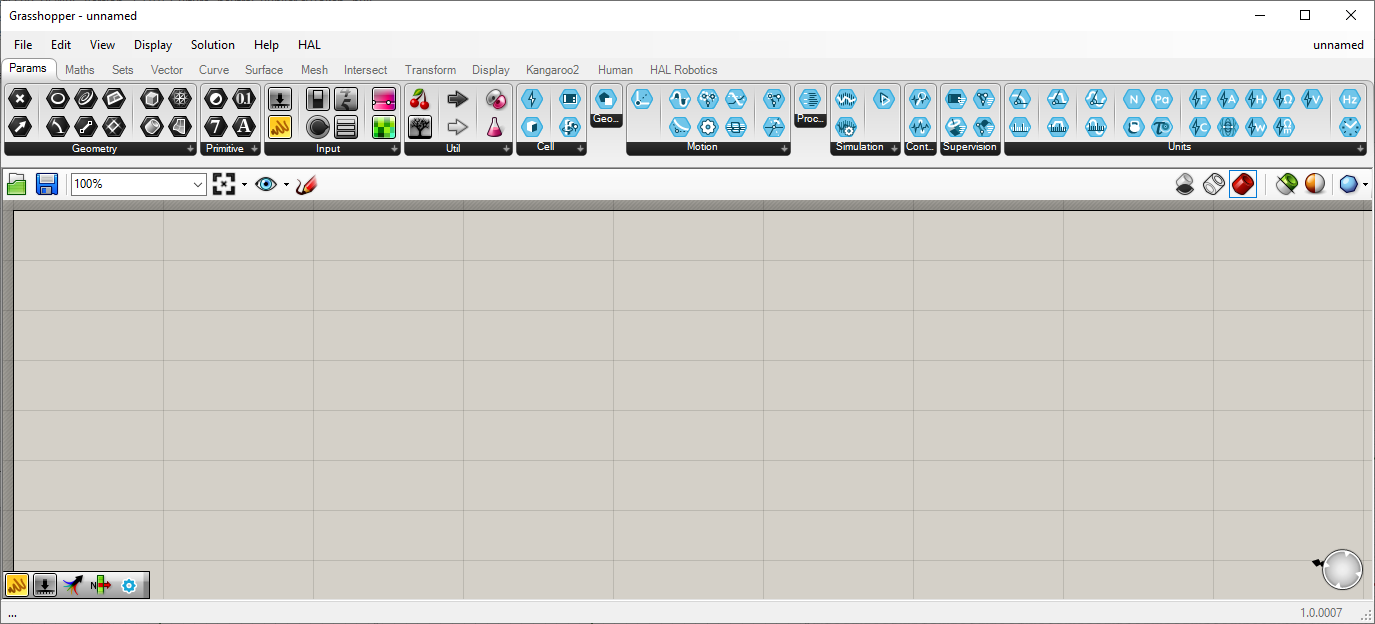 Grasshopper - unnamed
File Edit View Display Solution Help HAL unnamed
Params Maths Sets Vector Curve Surface Mesh Intersect Transform Display Kangaroo2 Human HAL Robotics
0.1 N Pa F A H Ω V Hz
7 A C W Ω m
Geometry Primitive Input Util Cell Geo... Motion Proc... Simulation Cont... Supervision Units
100%
N
... 1.0.0007